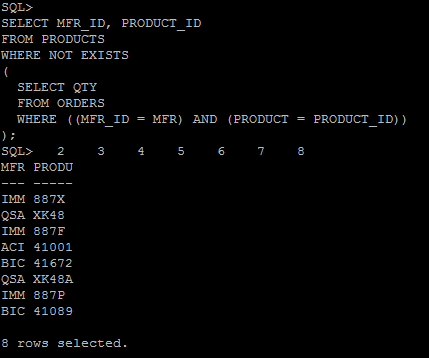 SQL>
SELECT MFR_ID, PRODUCT_ID
FROM PRODUCTS
WHERE NOT EXISTS
(
  SELECT QTY
  FROM ORDERS
  WHERE ((MFR_ID = MFR) AND (PRODUCT = PRODUCT_ID))
);
SQL>   2    3    4    5    6    7    8
MFR PRODU
--- -----
IMM 887X
QSA XK48
IMM 887F
ACI 41001
BIC 41672
QSA XK48A
IMM 887P
BIC 41089
8 rows selected.